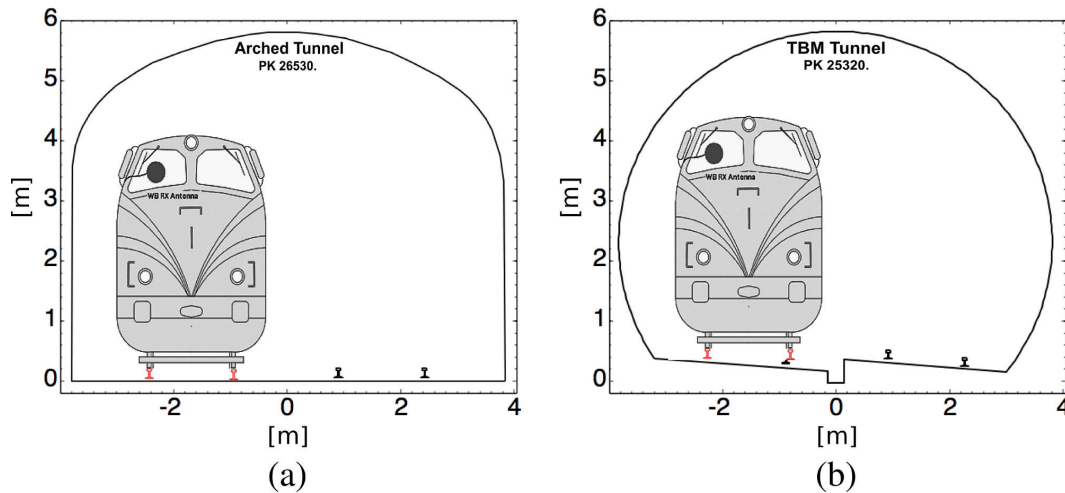 6
5
4
3
2
1
0
[m]
Arched Tunnel
PK 26530.
WB RX Antenna
-2
0
2
4
[m]
(a)
6
5
4
3
2
1
0
[m]
TBM Tunnel
PK 25320.
WB RX Antenna
-2
0
2
4
[m]
(b)